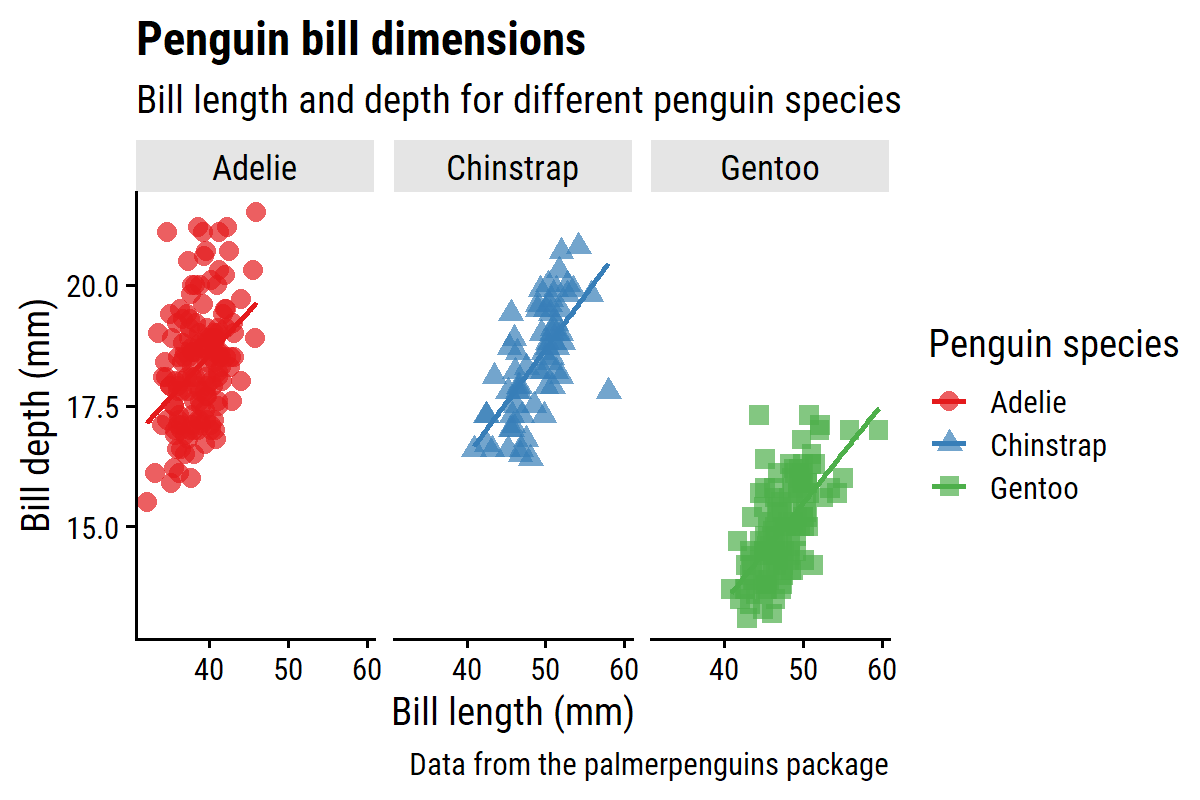 Penguin bill dimensions
Bill length and depth for different penguin species
Adelie Chinstrap Gentoo
20.0
17.5
15.0
Bill depth (mm)
40 50 60 40 50 60 40 50 60
Bill length (mm)
Data from the palmerpenguins package
Penguin species
Adelie
Chinstrap
Gentoo